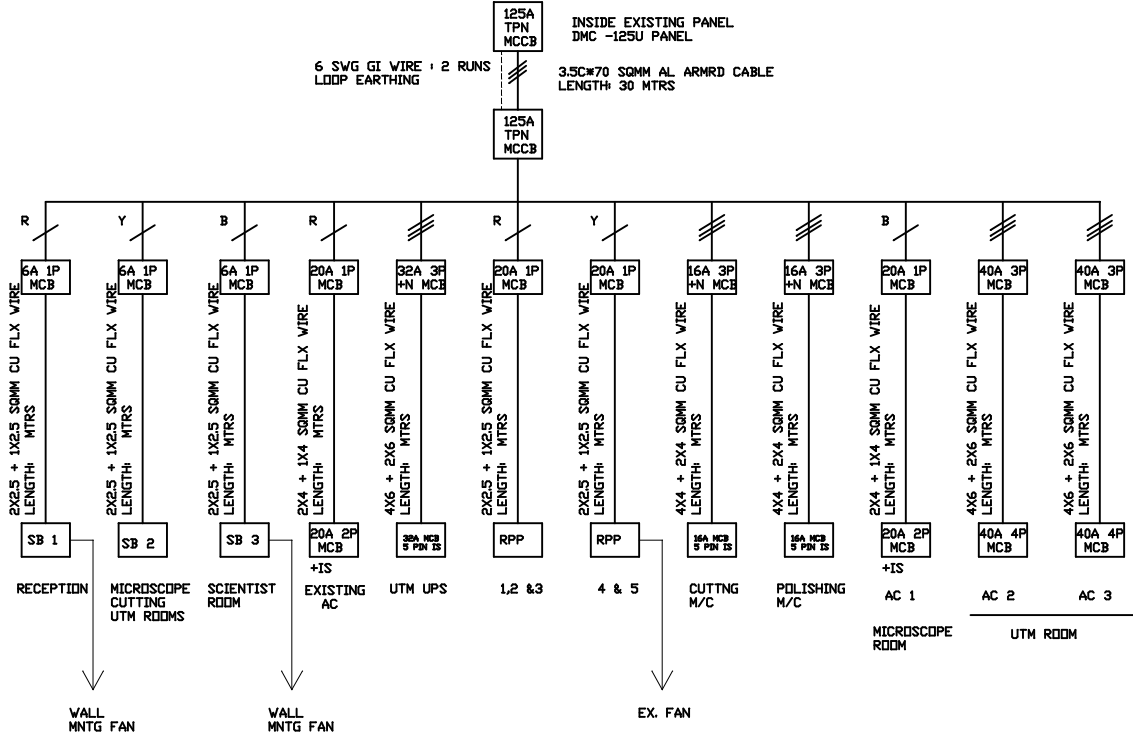 125A
TPN
MCCB
INSIDE EXISTING PANEL
DMC -125U PANEL
6 SWG GI WIRE : 2 RUNS
LOOP EARTHING
3.5C*70 SQMM AL ARMRD CABLE
LENGTH: 30 MTRS
125A
TPN
MCCB
R
Y
B
R
R
Y
B
6A 1P
MCB
6A 1P
MCB
6A 1P
MCB
20A 1P
MCB
32A 3P
+N MCB
20A 1P
MCB
20A 1P
MCB
16A 3P
+N MCB
16A 3P
+N MCB
20A 1P
MCB
40A 3P
MCB
40A 3P
MCB
2X2.5 + 1X2.5 SQMM CU FLX WIRE
LENGTH: MTRS
2X2.5 + 1X2.5 SQMM CU FLX WIRE
LENGTH: MTRS
2X2.5 + 1X2.5 SQMM CU FLX WIRE
LENGTH: MTRS
2X4 + 1X4 SQMM CU FLX WIRE
LENGTH: MTRS
4X6 + 2X6 SQMM CU FLX WIRE
LENGTH: MTRS
2X2.5 + 1X2.5 SQMM CU FLX WIRE
LENGTH: MTRS
2X2.5 + 1X2.5 SQMM CU FLX WIRE
LENGTH: MTRS
4X4 + 2X4 SQMM CU FLX WIRE
LENGTH: MTRS
4X4 + 2X4 SQMM CU FLX WIRE
LENGTH: MTRS
2X4 + 1X4 SQMM CU FLX WIRE
LENGTH: MTRS
4X6 + 2X6 SQMM CU FLX WIRE
LENGTH: MTRS
4X6 + 2X6 SQMM CU FLX WIRE
LENGTH: MTRS
SB 1
SB 2
SB 3
20A 2P
MCB
+IS
32A MCB
5 PIN IS
RPP
RPP
16A MCB
5 PIN IS
16A MCB
5 PIN IS
20A 2P
MCB
+IS
40A 4P
MCB
40A 4P
MCB
RECEPTION
MICROSCOPE
CUTTING
UTM ROOMS
SCIENTIST
ROOM
EXISTING
AC
UTM UPS
1,2 &3
4 & 5
CUTTNG
M/C
POLISHING
M/C
AC 1
AC 2
AC 3
MICROSCOPE
ROOM
UTM ROOM
WALL
MNTG FAN
WALL
MNTG FAN
EX. FAN